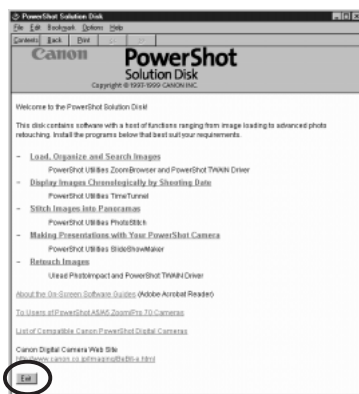 PowerShot Solution Disk
File Edit Bookmark Options Help
Contents Back Print
Canon PowerShot
Solution Disk
Copyright © 1997-1999 CANON INC.
Welcome to the PowerShot Solution Disk!
This disk contains software with a host of functions ranging from image loading to advanced photo
retouching. Install the programs below that best suit your requirements.
- Load, Organize and Search Images
PowerShot Utilities ZoomBrowser and PowerShot TWAIN Driver
- Display Images Chronologically by Shooting Date
PowerShot Utilities TimeTunnel
- Stitch Images into Panoramas
PowerShot Utilities PhotoStitch
- Making Presentations with Your PowerShot Camera
PowerShot Utilities SlideShowMaker
- Retouch Images
Ulead PhotoImpact and PowerShot TWAIN Driver
About the On-Screen Software Guides (Adobe Acrobat Reader)
To Users of PowerShot A5/A5 Zoom/Pro 70 Cameras
List of Compatible Canon PowerShot Digital Cameras
Canon Digital Camera Web Site
Exit